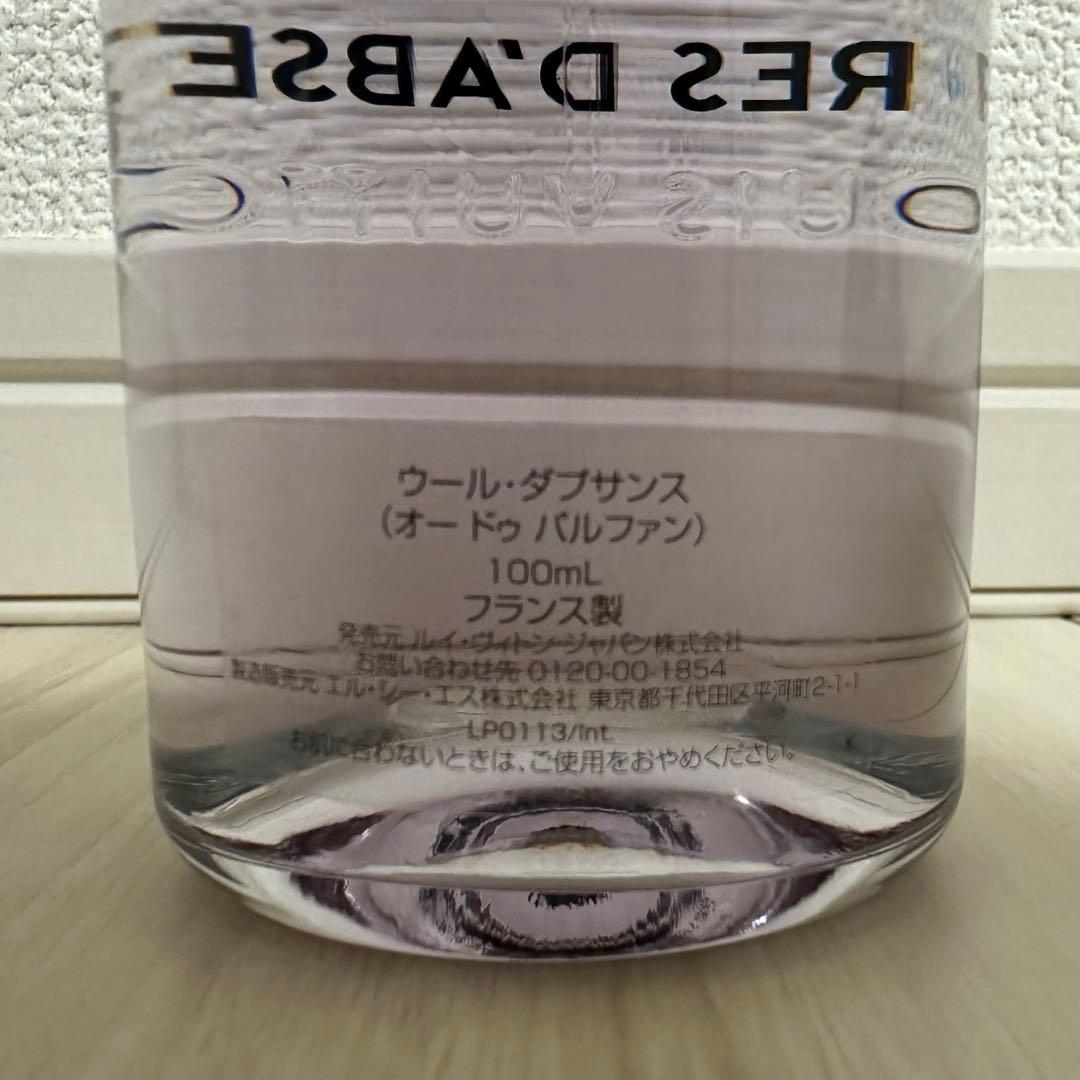 RES D'ABSE
ウール・ダプサンス
(オー ドゥ パルファン)
100mL
フランス製
発売元 ルイ・ヴィトン ジャパン株式会社
お問い合わせ先 0120-00-1854
製造販売元 エル・シー・エス株式会社 東京都千代田区平河町2-1-1
LP0113/Int.
お肌に合わないときは、ご使用をおやめください。